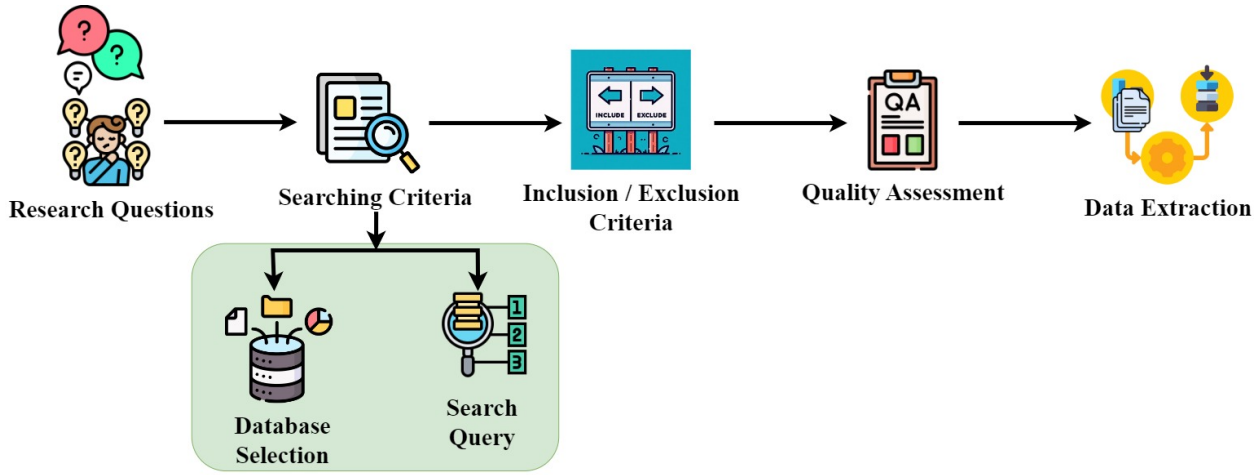 ?
?
? ?
? ?
Research Questions
Searching Criteria
INCLUDE EXCLUDE
Inclusion / Exclusion
Criteria
QA
Quality Assessment
Data Extraction
Database
Selection
1
2
3
Search
Query